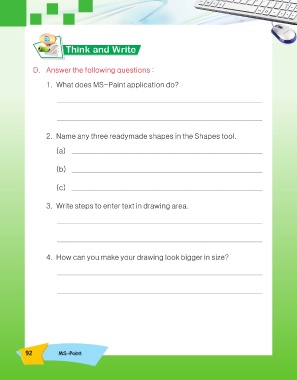 Think and Write
D. Answer the following questions :
1. What does MS-Paint application do?
2. Name any three readymade shapes in the Shapes tool.
(a)
(b)
(c)
3. Write steps to enter text in drawing area.
4. How can you make your drawing look bigger in size?
92 MS-Paint